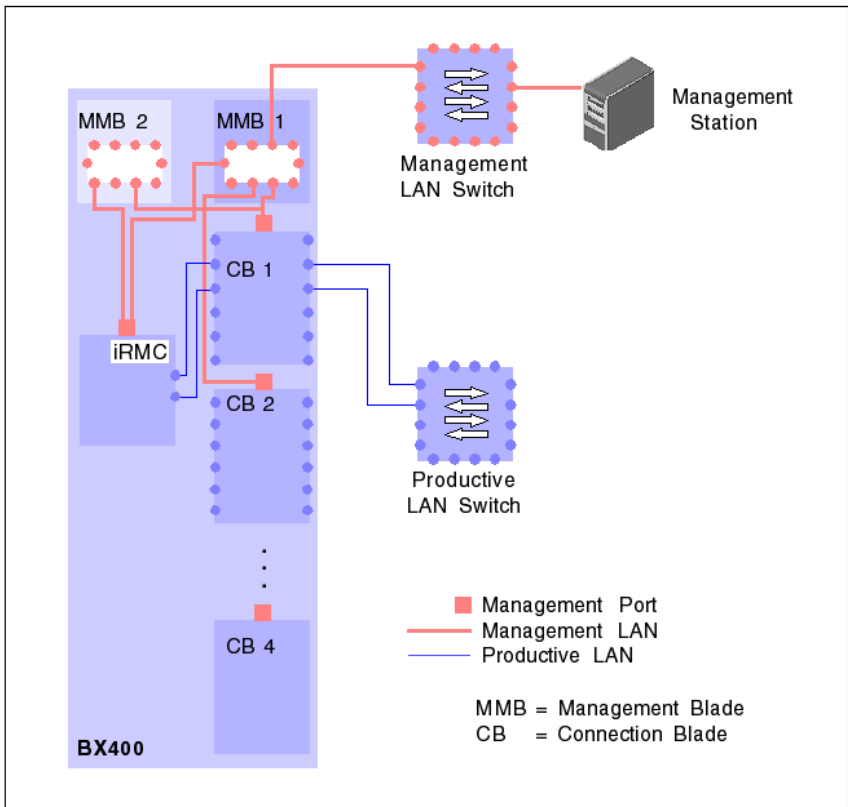 MMB 2
MMB 1
Management
Station
Management
LAN Switch
CB 1
iRMC
CB 2
Productive
LAN Switch
Management Port
Management LAN
CB 4
Productive LAN
MMB = Management Blade
CB = Connection Blade
BX400